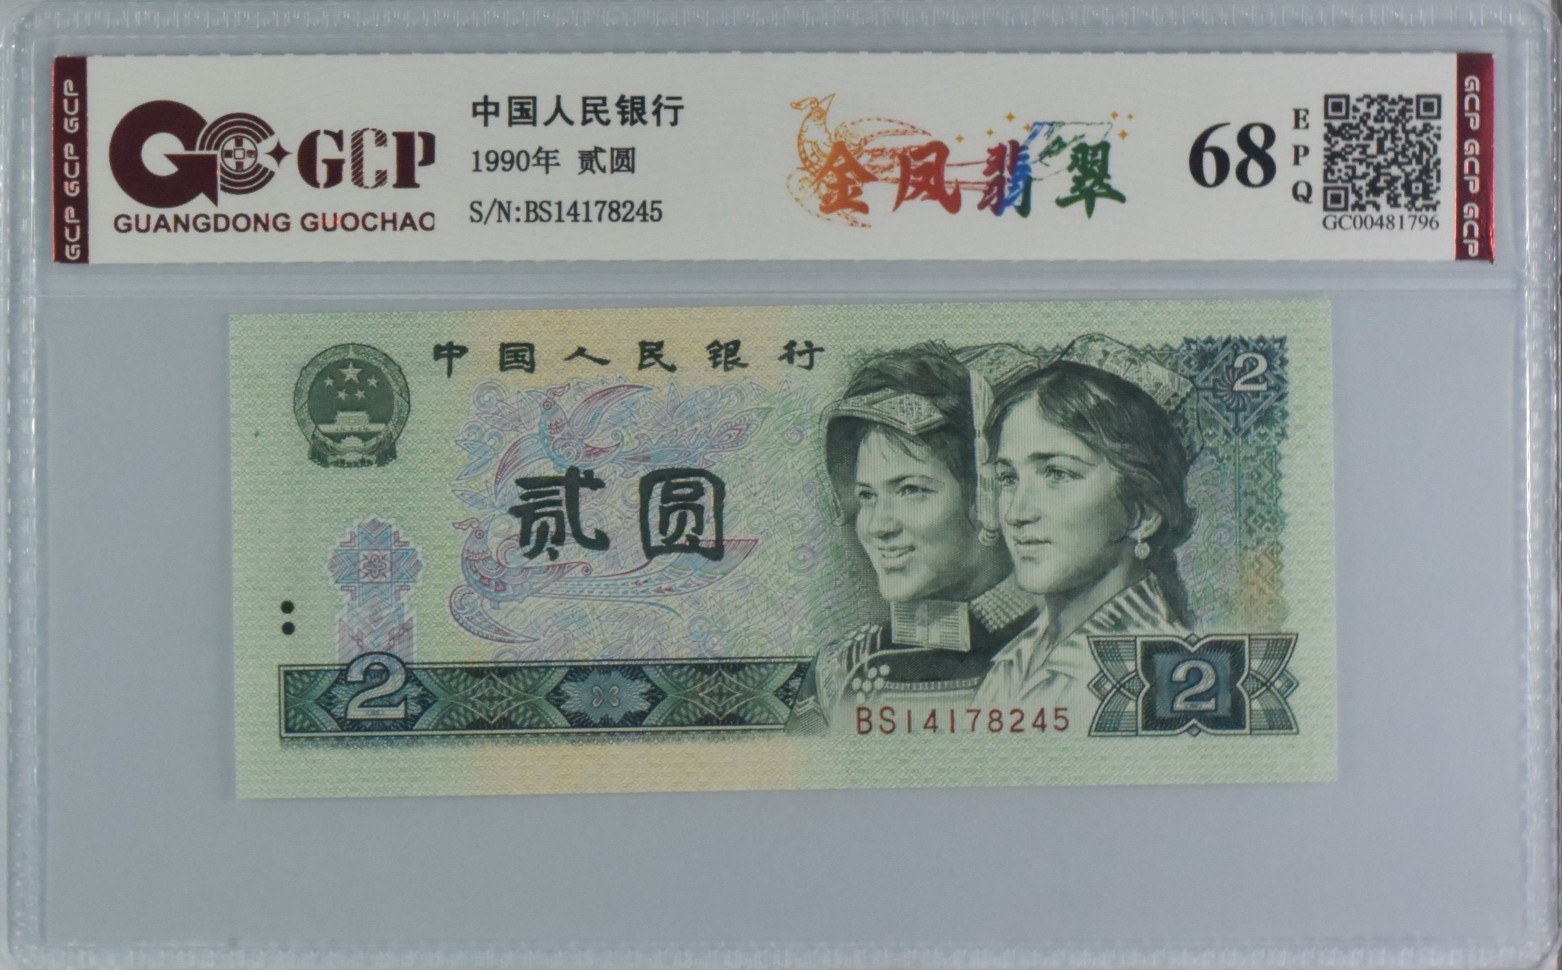 GCP GCP GCP
GCP
GUANGDONG GUOCHAO
中国人民银行
1990年 贰圆
S/N:BS14178245
金凤翡翠
68
EPQ
GC00481796
GCP GCP GCP
中国人民银行
2
贰圆
2
BS14178245
2